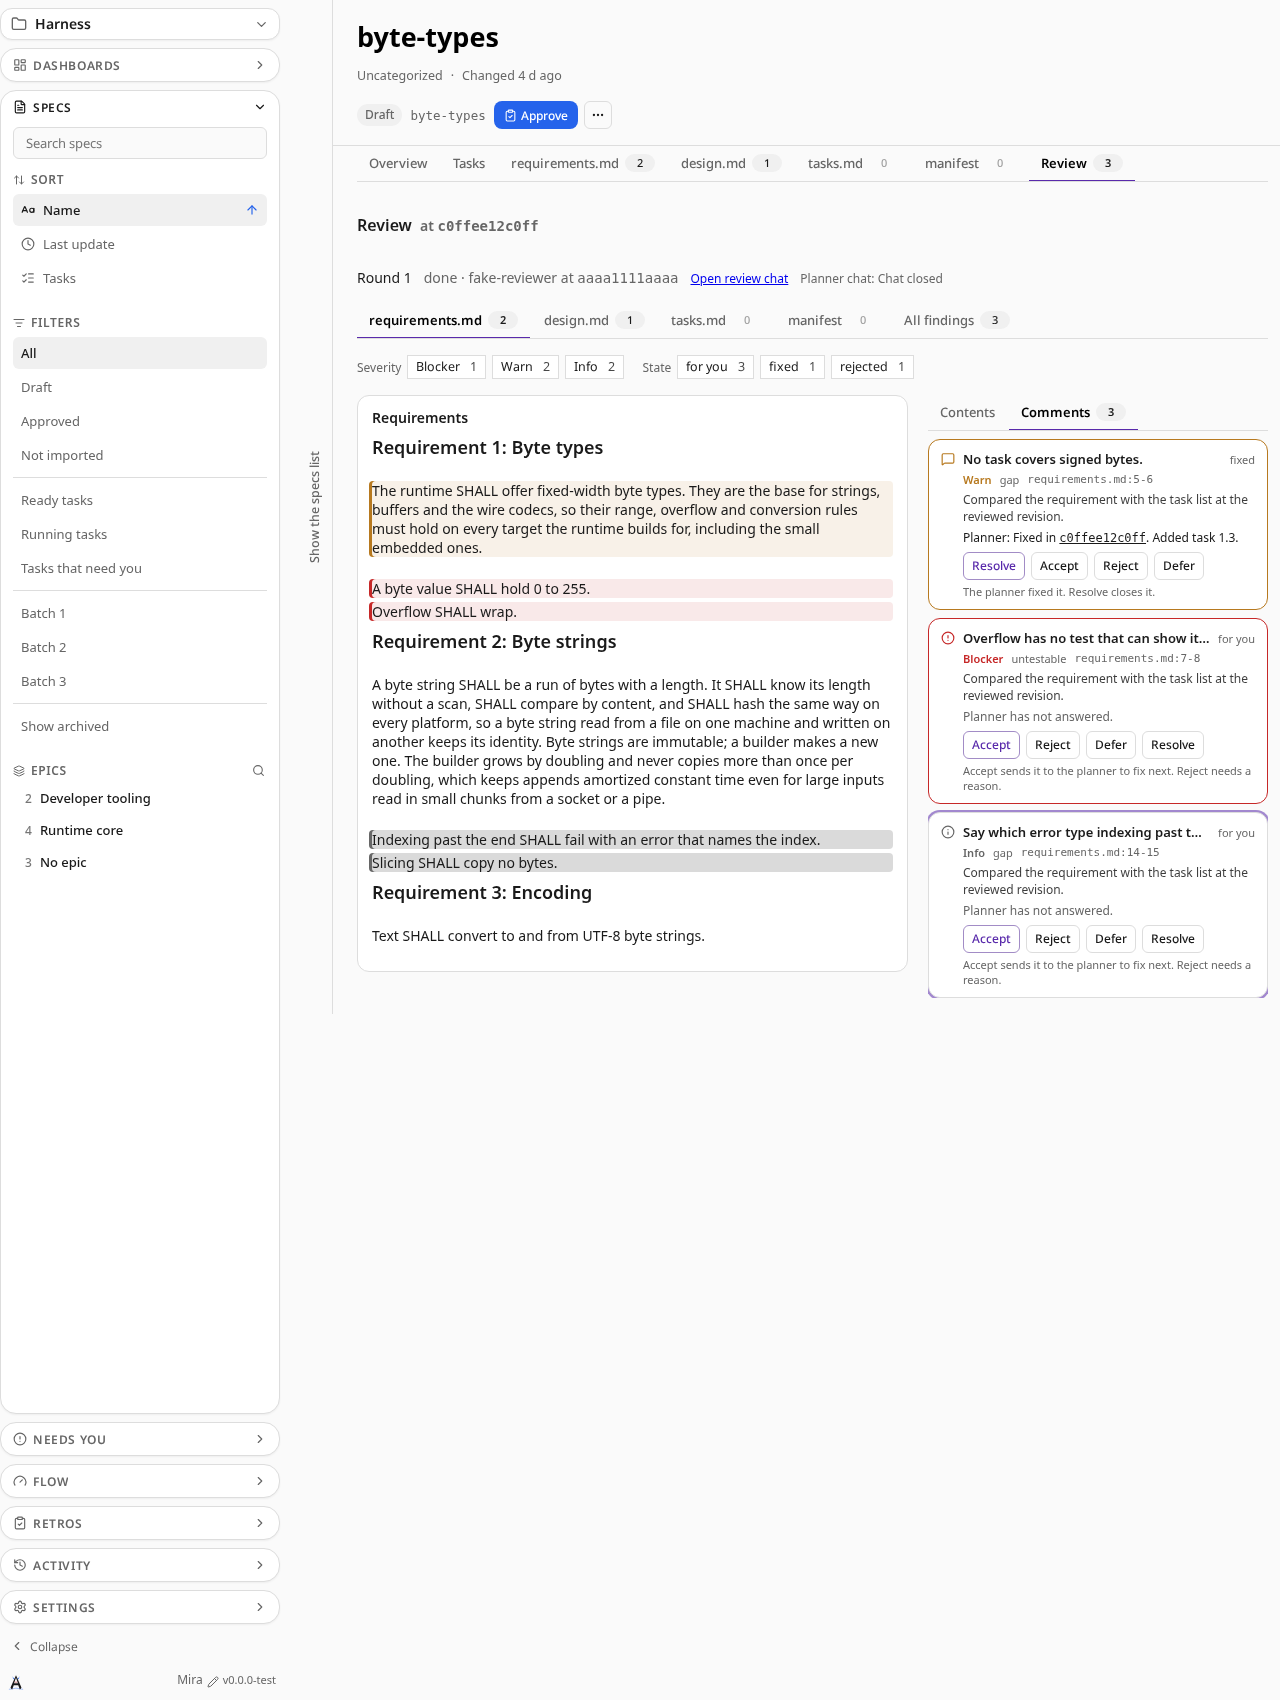 Harness
DASHBOARDS
SPECS
Search specs
SORT
Aa Name
Last update
Tasks
FILTERS
All
Draft
Approved
Not imported
Ready tasks
Running tasks
Tasks that need you
Batch 1
Batch 2
Batch 3
Show archived
EPICS
2 Developer tooling
4 Runtime core
3 No epic
NEEDS YOU
FLOW
RETROS
ACTIVITY
SETTINGS
Collapse
A
Mira v0.0.0-test
Show the specs list
byte-types
Uncategorized · Changed 4 d ago
Draft byte-types Approve
Overview Tasks requirements.md 2 design.md 1 tasks.md 0 manifest 0 Review 3
Review at c0ffee12c0ff
Round 1 done · fake-reviewer at aaaa1111aaaa Open review chat Planner chat: Chat closed
requirements.md 2 design.md 1 tasks.md 0 manifest 0 All findings 3
Severity Blocker 1 Warn 2 Info 2 State for you 3 fixed 1 rejected 1
Requirements
Requirement 1: Byte types
The runtime SHALL offer fixed-width byte types. They are the base for strings,
buffers and the wire codecs, so their range, overflow and conversion rules
must hold on every target the runtime builds for, including the small
embedded ones.
A byte value SHALL hold 0 to 255.
Overflow SHALL wrap.
Requirement 2: Byte strings
A byte string SHALL be a run of bytes with a length. It SHALL know its length
without a scan, SHALL compare by content, and SHALL hash the same way on
every platform, so a byte string read from a file on one machine and written on
another keeps its identity. Byte strings are immutable; a builder makes a new
one. The builder grows by doubling and never copies more than once per
doubling, which keeps appends amortized constant time even for large inputs
read in small chunks from a socket or a pipe.
Indexing past the end SHALL fail with an error that names the index.
Slicing SHALL copy no bytes.
Requirement 3: Encoding
Text SHALL convert to and from UTF-8 byte strings.
Contents Comments 3
No task covers signed bytes. fixed
Warn gap requirements.md:5-6
Compared the requirement with the task list at the
reviewed revision.
Planner: Fixed in c0ffee12c0ff. Added task 1.3.
Resolve Accept Reject Defer
The planner fixed it. Resolve closes it.
Overflow has no test that can show it… for you
Blocker untestable requirements.md:7-8
Compared the requirement with the task list at the
reviewed revision.
Planner has not answered.
Accept Reject Defer Resolve
Accept sends it to the planner to fix next. Reject needs a
reason.
Say which error type indexing past t… for you
Info gap requirements.md:14-15
Compared the requirement with the task list at the
reviewed revision.
Planner has not answered.
Accept Reject Defer Resolve
Accept sends it to the planner to fix next. Reject needs a
reason.